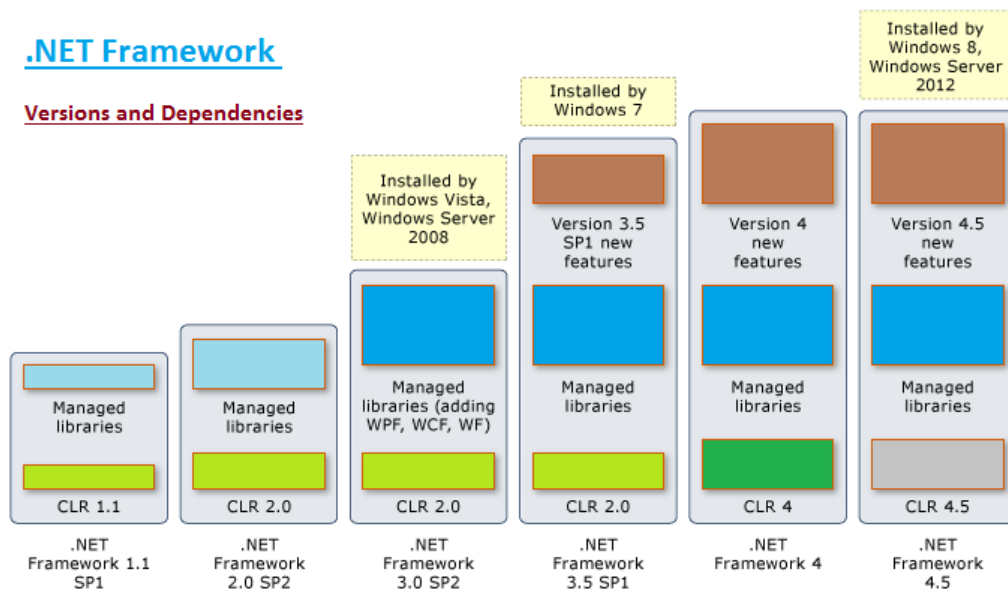 .NET Framework
Versions and Dependencies
Installed by
Windows Vista,
Windows Server
2008
Installed by
Windows 7
Installed by
Windows 8,
Windows Server
2012
Managed
libraries
CLR 1.1
.NET
Framework 1.1
SP1
Managed
libraries
CLR 2.0
.NET
Framework
2.0 SP2
Managed
libraries (adding
WPF, WCF, WF)
CLR 2.0
.NET
Framework
3.0 SP2
Version 3.5
SP1 new
features
Managed
libraries
CLR 2.0
.NET
Framework
3.5 SP1
Version 4
new
features
Managed
libraries
CLR 4
.NET
Framework 4
Version 4.5
new
features
Managed
libraries
CLR 4.5
.NET
Framework
4.5